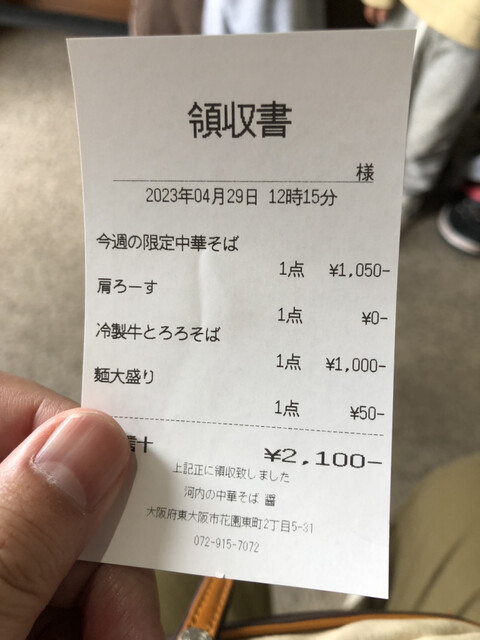 領収書
様
2023年04月29日 12時15分
今週の限定中華そば
1点 ¥1,050-
肩ろーす
1点 ¥0-
冷製牛とろろそば
1点 ¥1,000-
麺大盛り
1点 ¥50-
計 ¥2,100-
上記正に領収致しました
河内の中華そば 醤
大阪府東大阪市花園東町2丁目5-31
072-915-7072